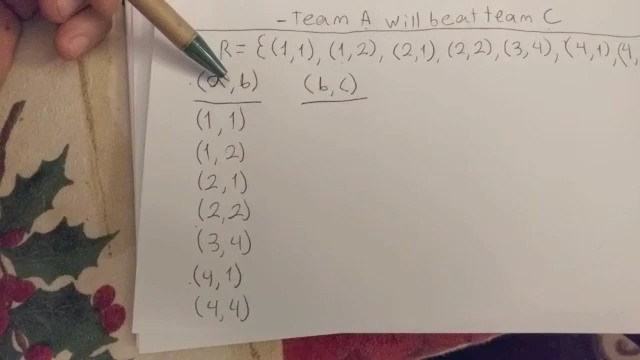 - Team A will beat team C
R = {(1,1), (1,2), (2,1), (2,2), (3,4), (4,1), (4,
(a,b) (b,c)
(1,1)
(1,2)
(2,1)
(2,2)
(3,4)
(4,1)
(4,4)